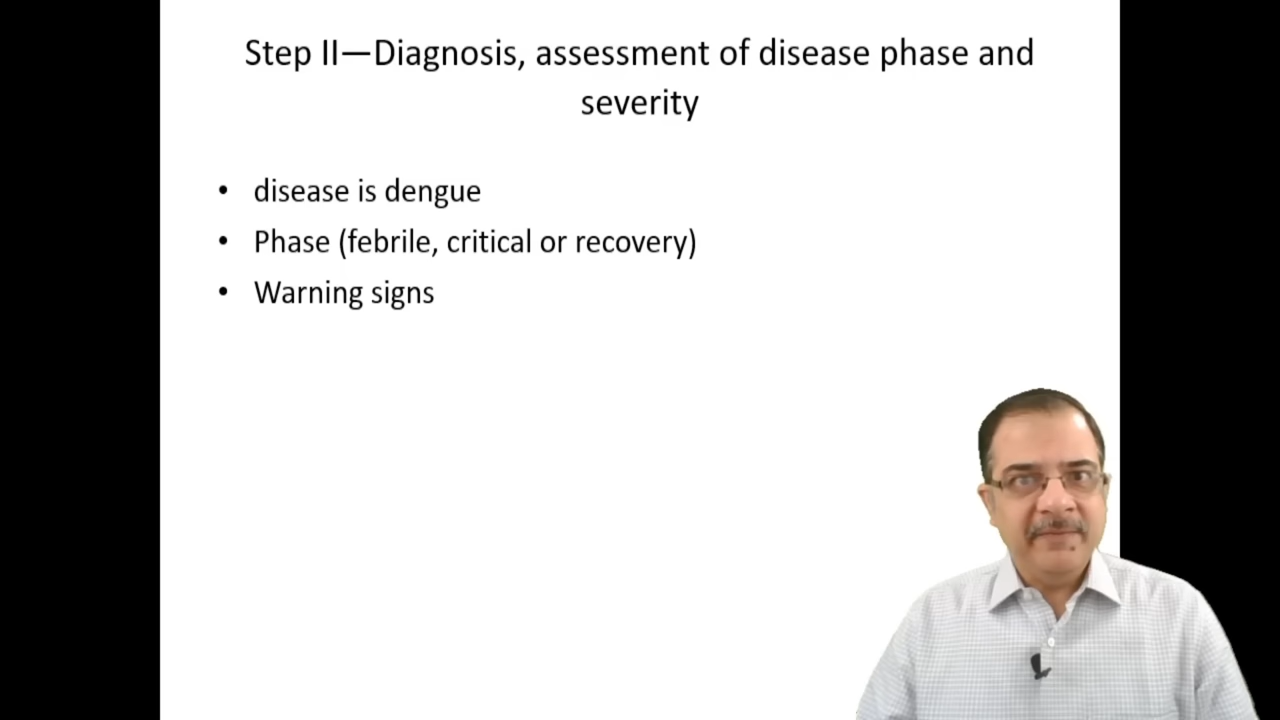 Step II—Diagnosis, assessment of disease phase and
severity
• disease is dengue
• Phase (febrile, critical or recovery)
• Warning signs